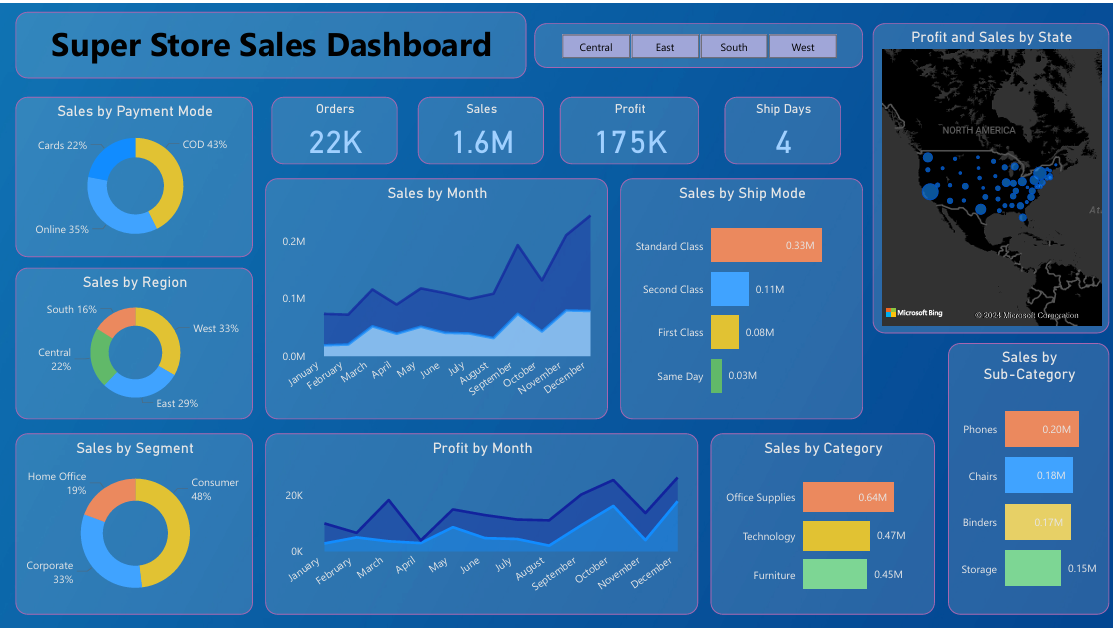 Super Store Sales Dashboard
Central
East
South
West
Profit and Sales by State
NORTH AMERICA
Microsoft Bing
© 2024 Microsoft Corporation
Sales by Payment Mode
Cards 22%
COD 43%
Online 35%
Orders
22K
Sales
1.6M
Profit
175K
Ship Days
4
Sales by Month
0.2M
0.1M
0.0M
January
February
March
April
May
June
July
August
September
October
November
December
Sales by Ship Mode
Standard Class
0.33M
Second Class
0.11M
First Class
0.08M
Same Day
0.03M
Sales by Region
South 16%
West 33%
Central
22%
East 29%
Sales by
Sub-Category
Phones
0.20M
Chairs
0.18M
Binders
0.17M
Storage
0.15M
Sales by Segment
Home Office
19%
Consumer
48%
Corporate
33%
Profit by Month
20K
0K
January
February
March
April
May
June
July
August
September
October
November
December
Sales by Category
Office Supplies
0.64M
Technology
0.47M
Furniture
0.45M